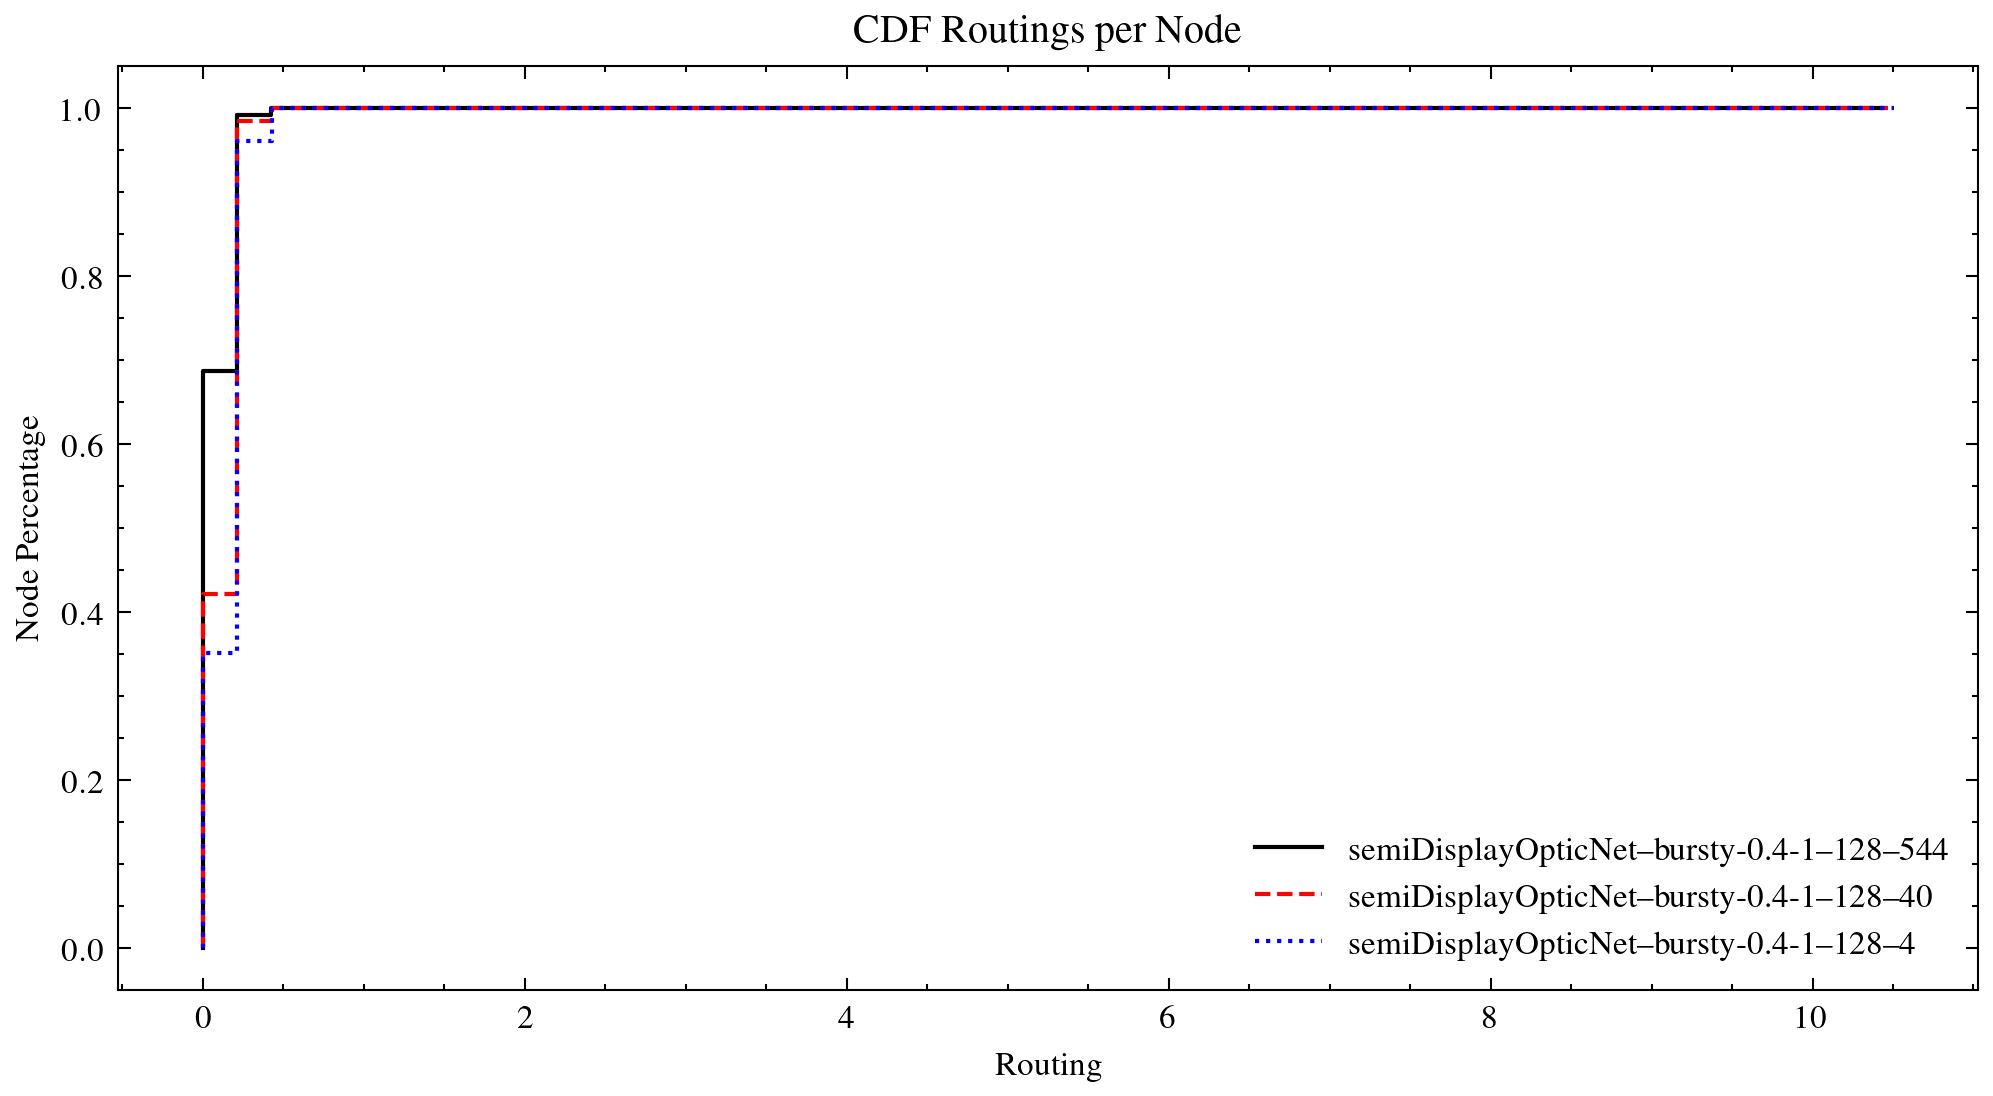 CDF Routings per Node
1.0
0.8
0.6
0.4
0.2
0.0
Node Percentage
semiDisplayOpticNet–bursty-0.4-1–128–544
semiDisplayOpticNet–bursty-0.4-1–128–40
semiDisplayOpticNet–bursty-0.4-1–128–4
0 2 4 6 8 10
Routing